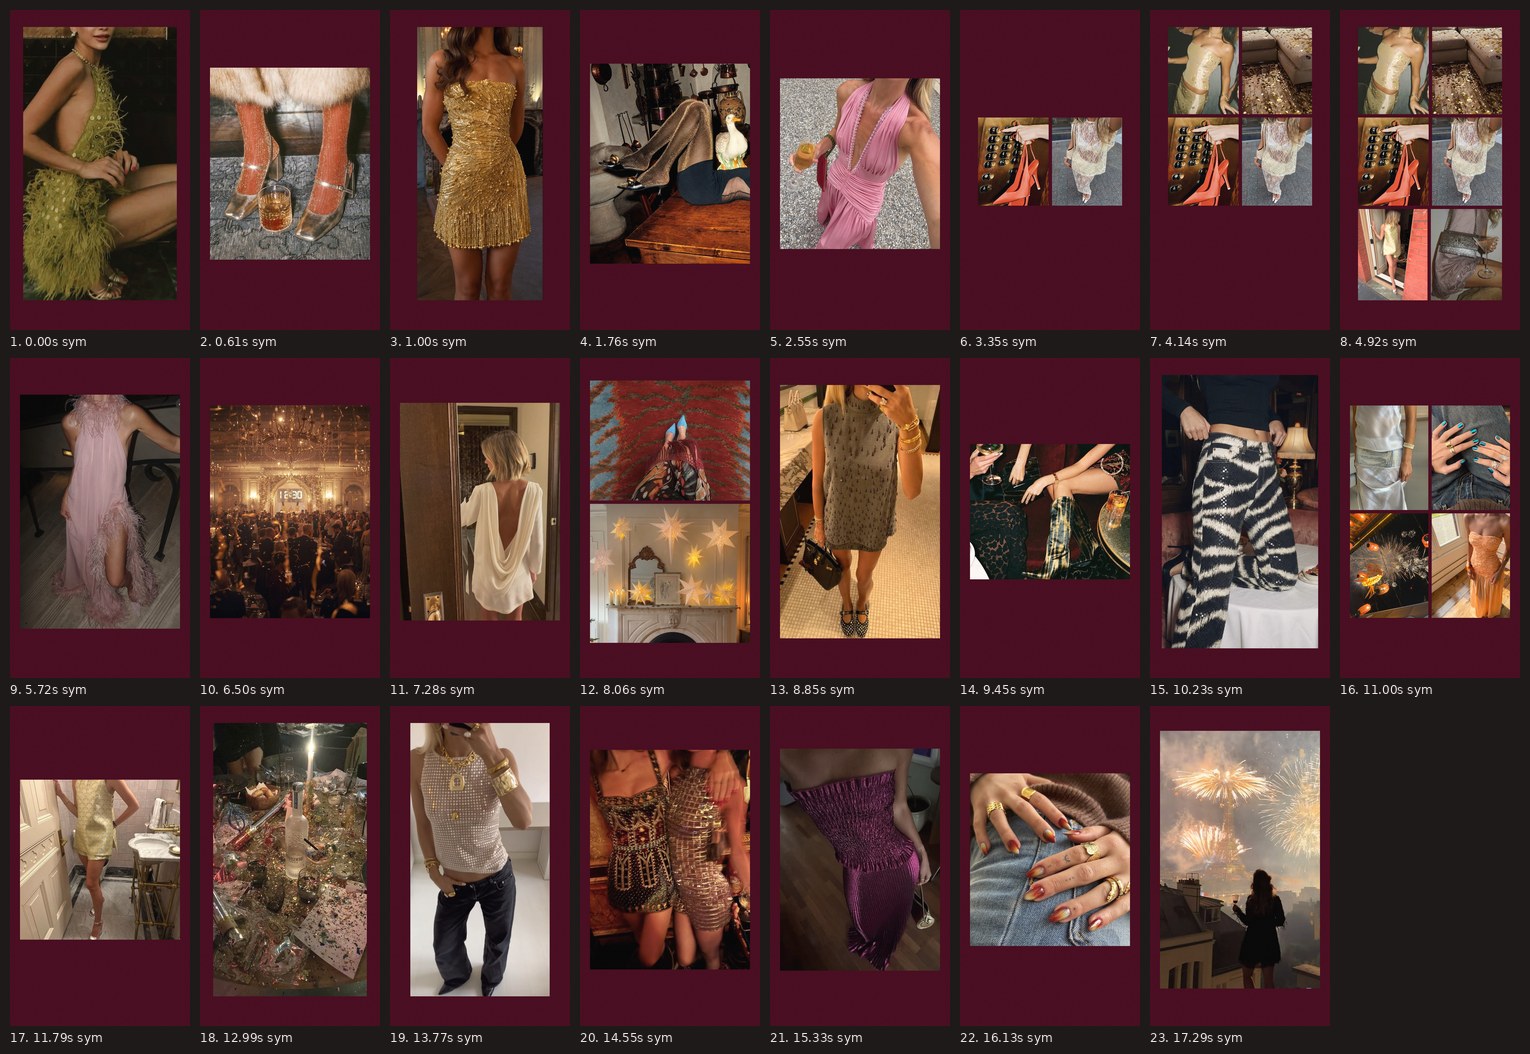 1. 0.00s sym
2. 0.61s sym
3. 1.00s sym
4. 1.76s sym
5. 2.55s sym
6. 3.35s sym
7. 4.14s sym
8. 4.92s sym
9. 5.72s sym
10. 6.50s sym
11. 7.28s sym
12. 8.06s sym
13. 8.85s sym
14. 9.45s sym
15. 10.23s sym
16. 11.00s sym
17. 11.79s sym
18. 12.99s sym
19. 13.77s sym
20. 14.55s sym
21. 15.33s sym
22. 16.13s sym
23. 17.29s sym